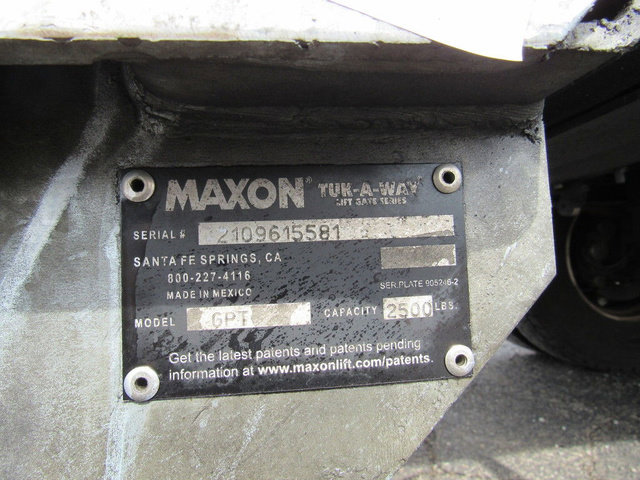 MAXON® TUK-A-WAY
LIFT GATE SERIES
SERIAL # 2109615581
SANTA FE SPRINGS, CA
800-227-4116
SER.PLATE 905246-2
MADE IN MEXICO
MODEL GPT CAPACITY 2500 LBS.
Get the latest patents and patents pending
information at www.maxonlift.com/patents.